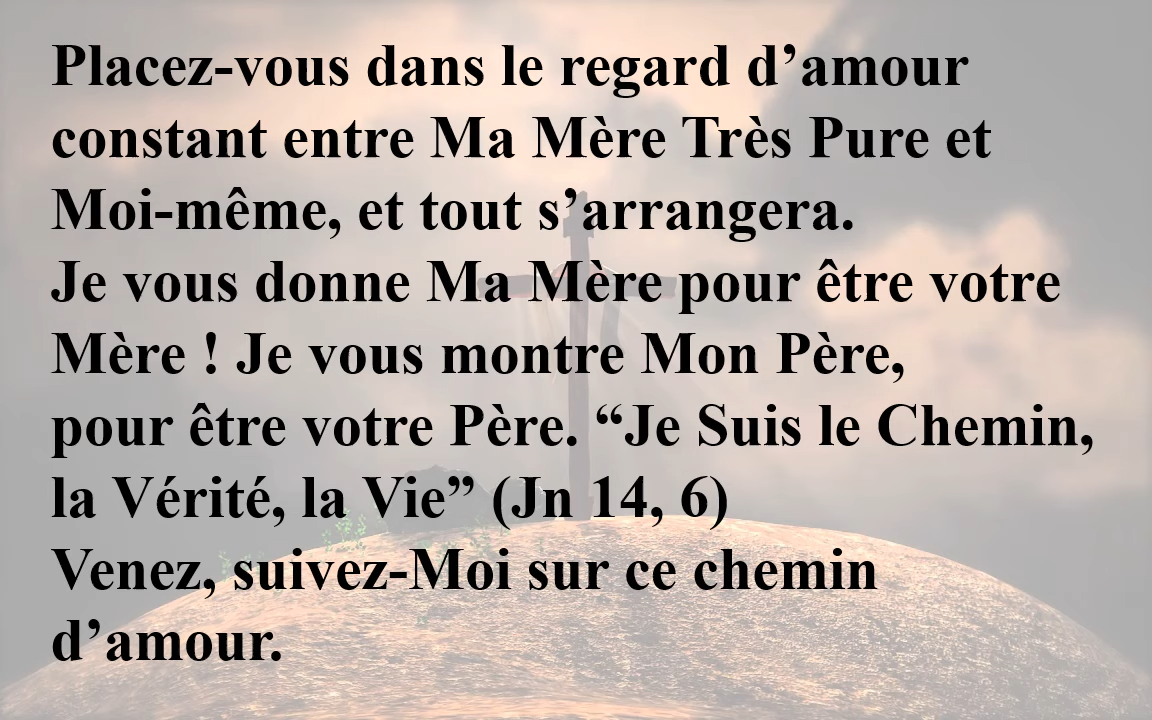 Placez-vous dans le regard d’amour
constant entre Ma Mère Très Pure et
Moi-même, et tout s’arrangera.
Je vous donne Ma Mère pour être votre
Mère ! Je vous montre Mon Père,
pour être votre Père. “Je Suis le Chemin,
la Vérité, la Vie” (Jn 14, 6)
Venez, suivez-Moi sur ce chemin
d’amour.